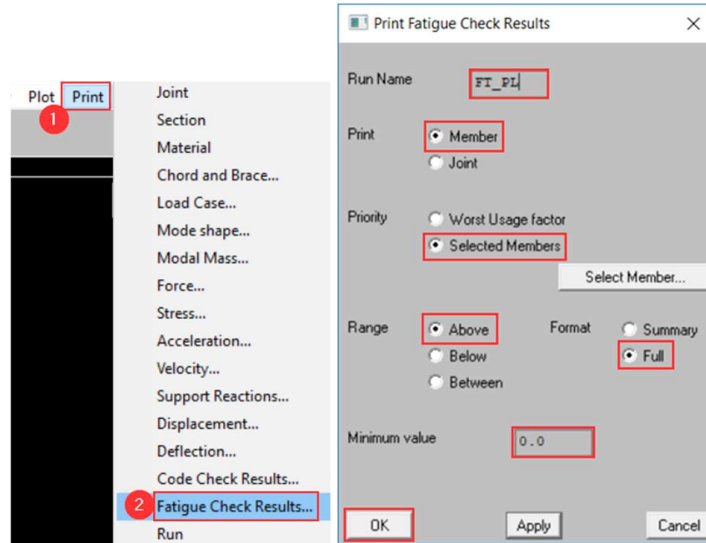 Plot Print
1
Joint
Section
Material
Chord and Brace...
Load Case...
Mode shape...
Modal Mass...
Force...
Stress...
Acceleration...
Velocity...
Support Reactions...
Displacement...
Deflection...
Code Check Results...
2 Fatigue Check Results...
Run
Print Fatigue Check Results
Run Name FT_PL
Print Member
Joint
Priority Worst Usage factor
Selected Members
Select Member...
Range Above Format Summary
Below Full
Between
Minimum value 0.0
OK Apply Cancel